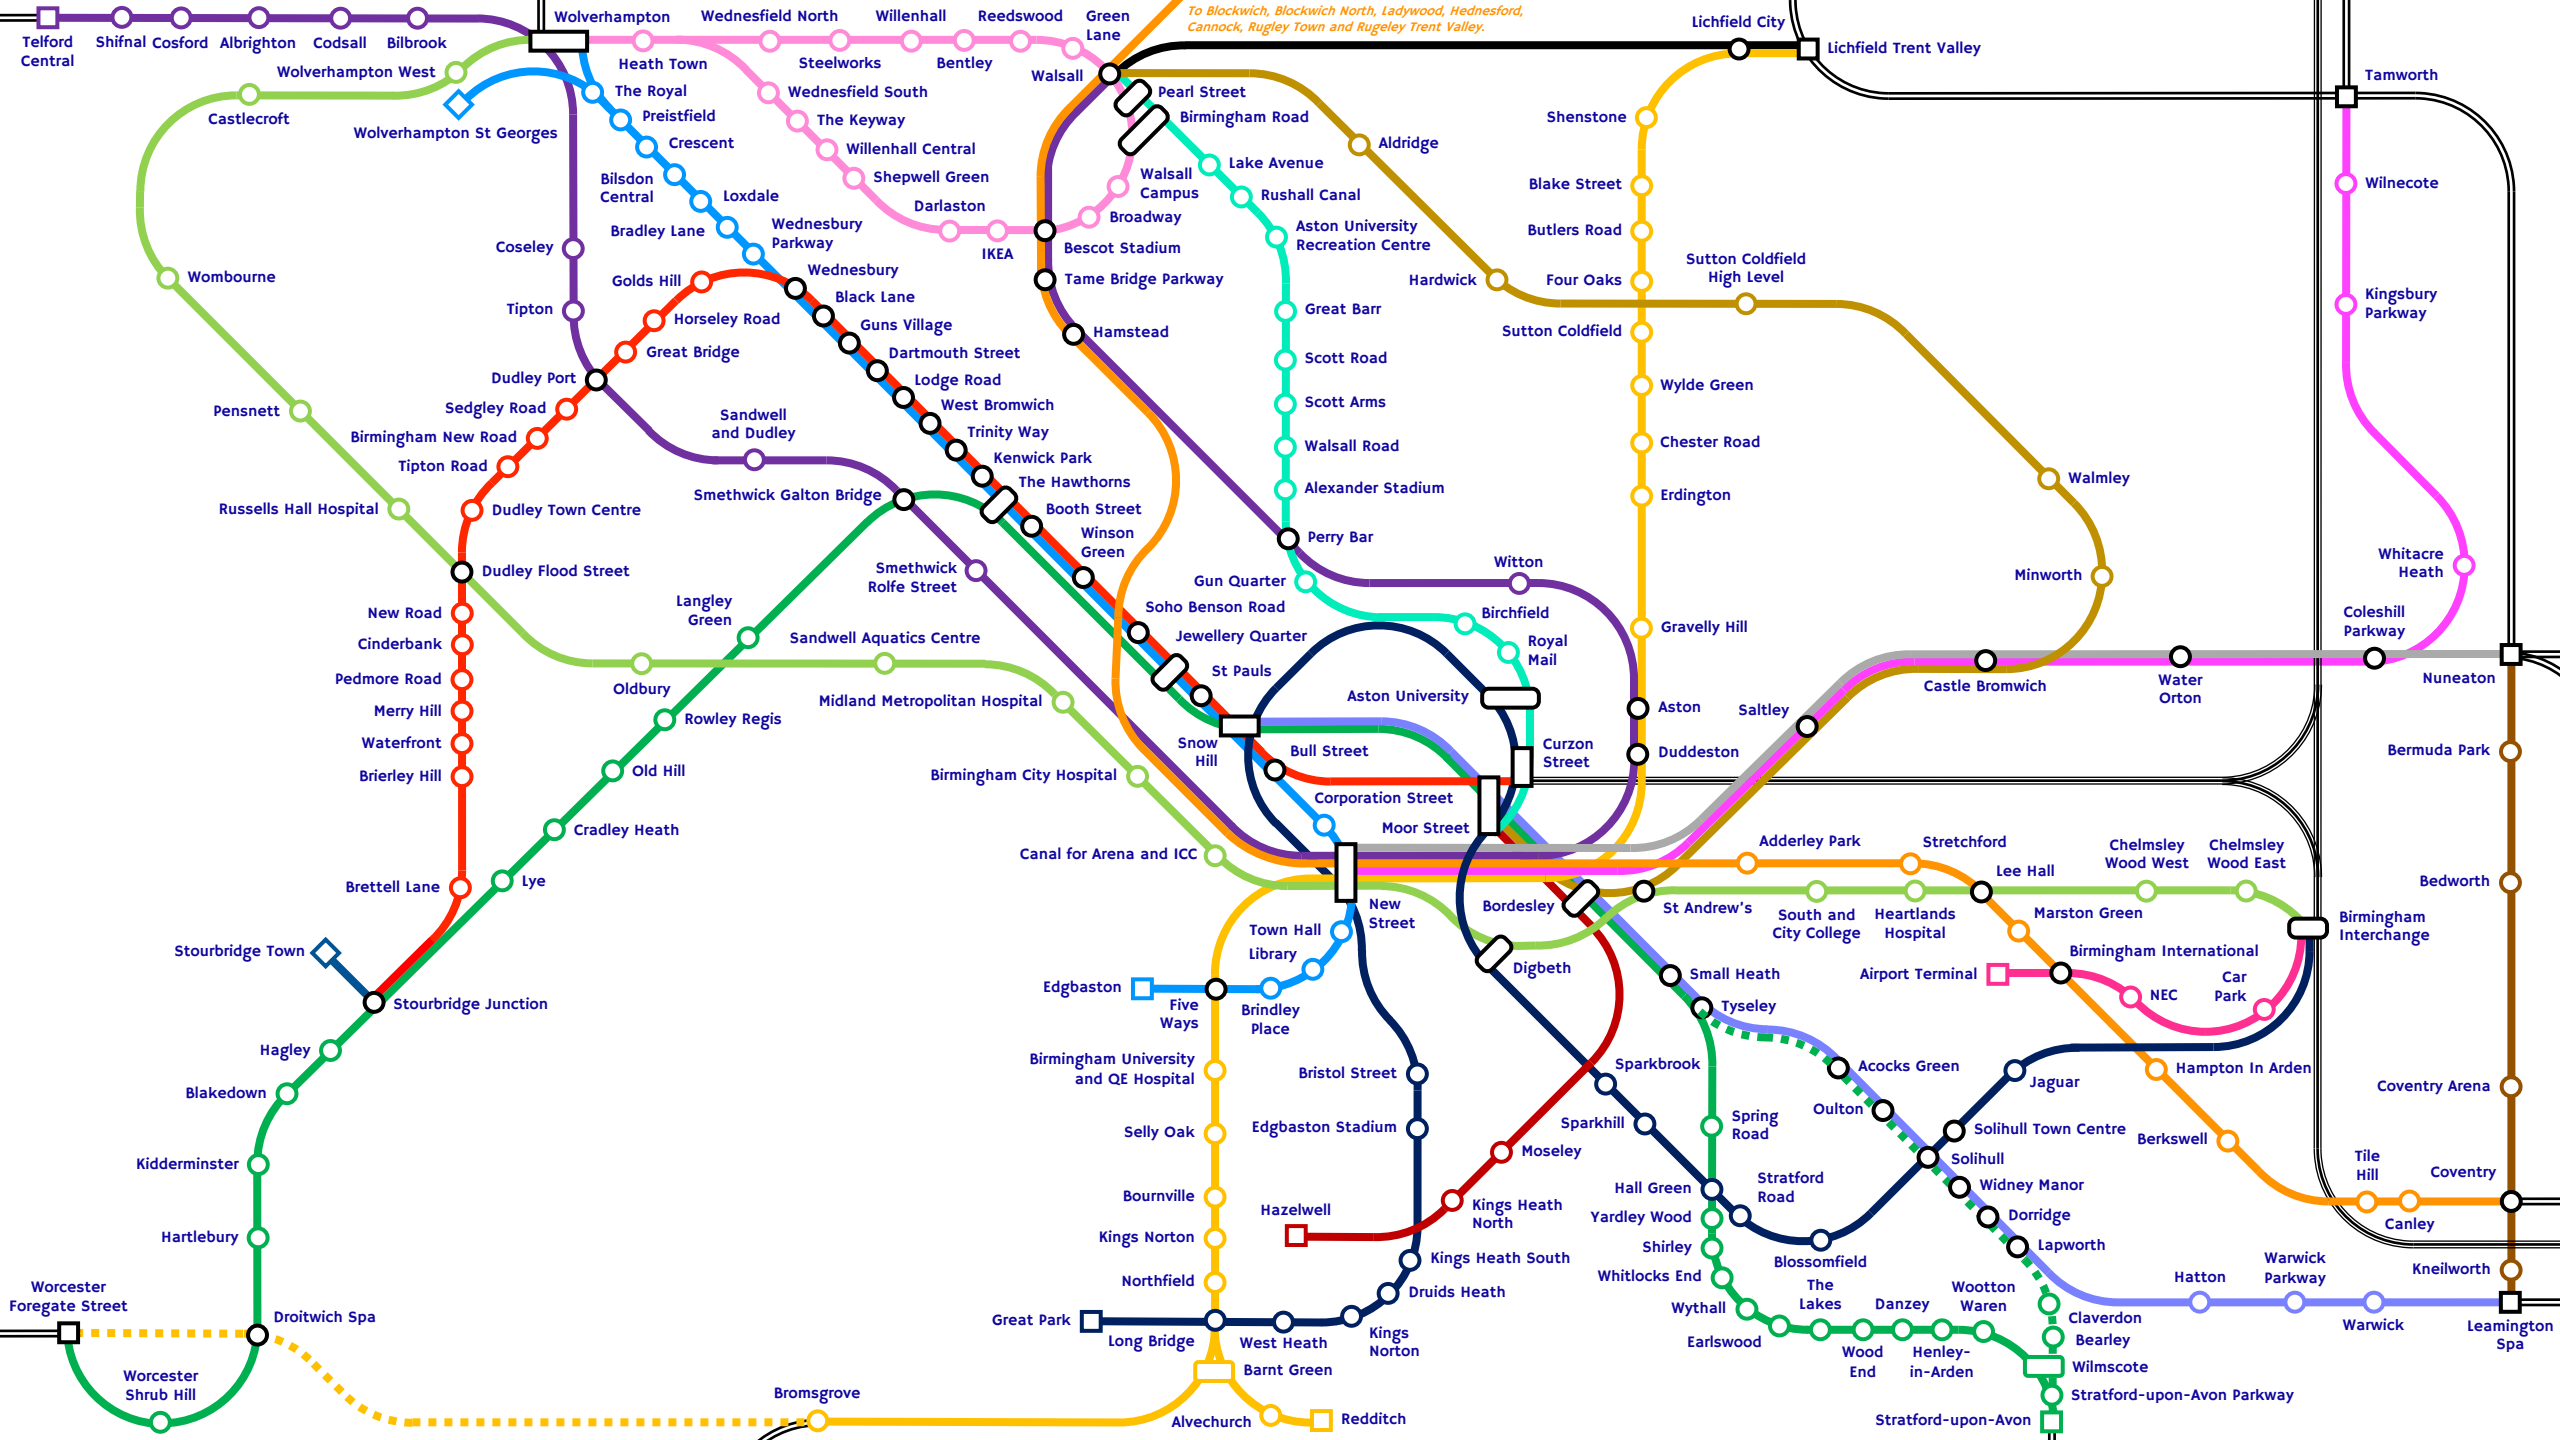 To Blockwich, Blockwich North, Ladywood, Hednesford,
Cannock, Rugley Town and Rugeley Trent Valley.
Telford
Central
Shifnal
Cosford
Albrighton
Codsall
Bilbrook
Wolverhampton
Wednesfield North
Willenhall
Reedswood
Green
Lane
Lichfield City
Lichfield Trent Valley
Wolverhampton West
Heath Town
Steelworks
Bentley
Walsall
Tamworth
Castlecroft
Wolverhampton St Georges
The Royal
Preistfield
Crescent
Bilsdon
Central
Loxdale
Bradley Lane
Wednesbury
Parkway
Wednesfield South
The Keyway
Willenhall Central
Shepwell Green
Darlaston
IKEA
Bescot Stadium
Broadway
Walsall
Campus
Pearl Street
Birmingham Road
Lake Avenue
Rushall Canal
Aston University
Recreation Centre
Aldridge
Shenstone
Blake Street
Butlers Road
Four Oaks
Sutton Coldfield
High Level
Hardwick
Wilnecote
Kingsbury
Parkway
Wombourne
Coseley
Tipton
Golds Hill
Horseley Road
Great Bridge
Dudley Port
Wednesbury
Black Lane
Guns Village
Dartmouth Street
Lodge Road
West Bromwich
Trinity Way
Kenwick Park
The Hawthorns
Booth Street
Winson
Green
Tame Bridge Parkway
Hamstead
Great Barr
Scott Road
Scott Arms
Walsall Road
Alexander Stadium
Perry Bar
Sutton Coldfield
Wylde Green
Chester Road
Erdington
Walmley
Minworth
Whitacre
Heath
Coleshill
Parkway
Pensnett
Sedgley Road
Birmingham New Road
Tipton Road
Dudley Town Centre
Sandwell
and Dudley
Smethwick Galton Bridge
Smethwick
Rolfe Street
Russells Hall Hospital
Dudley Flood Street
New Road
Cinderbank
Pedmore Road
Merry Hill
Waterfront
Brierley Hill
Brettell Lane
Langley
Green
Sandwell Aquatics Centre
Oldbury
Midland Metropolitan Hospital
Rowley Regis
Old Hill
Cradley Heath
Lye
Birmingham City Hospital
Canal for Arena and ICC
Gun Quarter
Witton
Birchfield
Royal
Mail
Soho Benson Road
Jewellery Quarter
St Pauls
Aston University
Snow
Hill
Bull Street
Curzon
Street
Corporation Street
Moor Street
Gravelly Hill
Aston
Duddeston
Saltley
Castle Bromwich
Water
Orton
Nuneaton
Bermuda Park
Bedworth
Coventry Arena
Adderley Park
Stretchford
Lee Hall
Chelmsley
Wood West
Chelmsley
Wood East
Bordesley
St Andrew's
South and
City College
Heartlands
Hospital
Marston Green
Birmingham
Interchange
New
Street
Town Hall
Library
Digbeth
Birmingham International
Airport Terminal
NEC
Car
Park
Stourbridge Town
Stourbridge Junction
Edgbaston
Five
Ways
Brindley
Place
Small Heath
Tyseley
Hagley
Blakedown
Kidderminster
Hartlebury
Birmingham University
and QE Hospital
Selly Oak
Bournville
Kings Norton
Northfield
Bristol Street
Edgbaston Stadium
Sparkbrook
Sparkhill
Spring
Road
Acocks Green
Oulton
Jaguar
Solihull Town Centre
Solihull
Widney Manor
Dorridge
Lapworth
Hampton In Arden
Berkswell
Tile
Hill
Canley
Coventry
Moseley
Kings Heath
North
Hazelwell
Kings Heath South
Druids Heath
Hall Green
Stratford
Road
Yardley Wood
Shirley
Whitlocks End
Wythall
Earlswood
Blossomfield
The
Lakes
Wood
End
Danzey
Henley-
in-Arden
Wootton
Waren
Hatton
Warwick
Parkway
Warwick
Kneilworth
Leamington
Spa
Claverdon
Bearley
Wilmscote
Stratford-upon-Avon Parkway
Stratford-upon-Avon
Worcester
Foregate Street
Droitwich Spa
Worcester
Shrub Hill
Great Park
Long Bridge
West Heath
Kings
Norton
Barnt Green
Bromsgrove
Alvechurch
Redditch